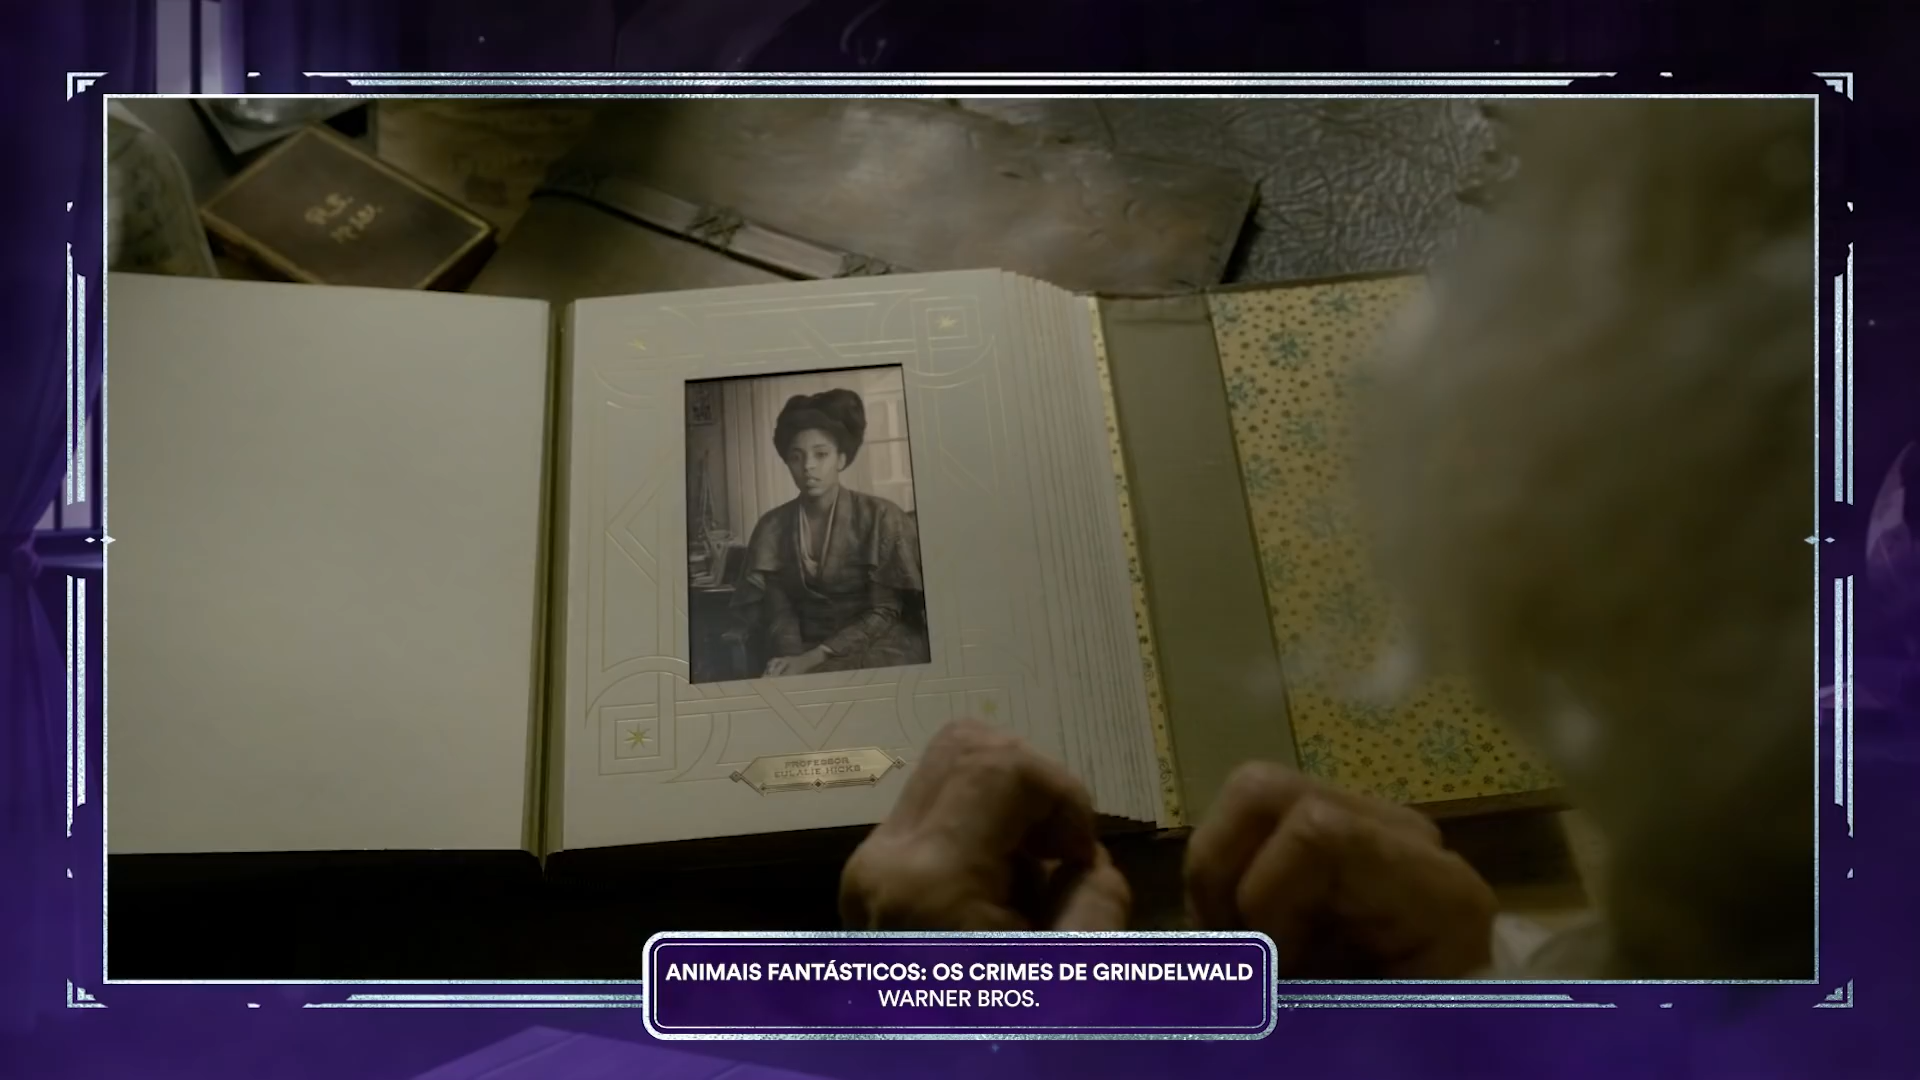 PROFESSOR
EULALIE HICKS
ANIMAIS FANTÁSTICOS: OS CRIMES DE GRINDELWALD
WARNER BROS.